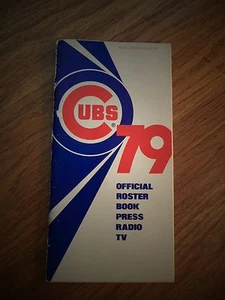 CUBS
79
OFFICIAL
ROSTER
BOOK
PRESS
RADIO
TV